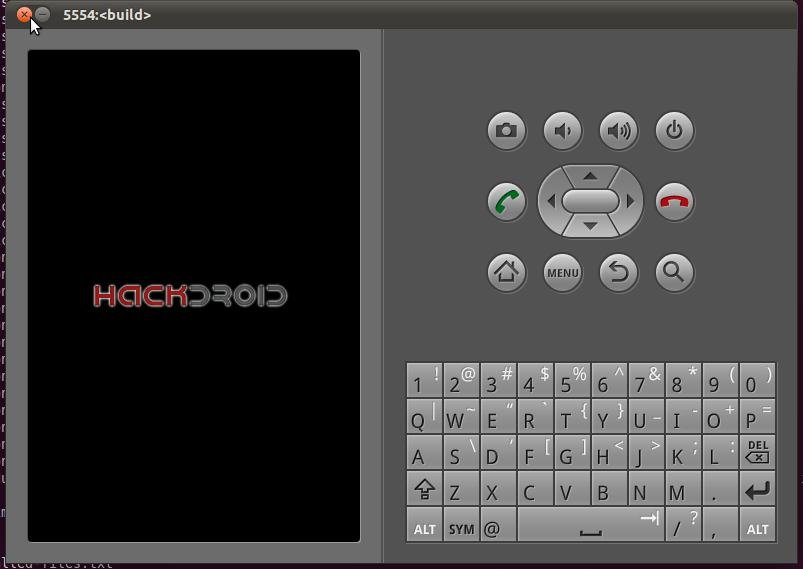 5554:<build>
HACKDROID
MENU
1 ! 2 @ 3 # 4 $ 5 % 6 ^ 7 & 8 * 9 ( 0 )
Q | W ~ E “ R ` T { Y } U _ I - O + P =
A S \ D ‘ F [ G ] H < J > K ; L : DEL
Z X C V B N M .
ALT SYM @ / ? , ALT
lled files.txt